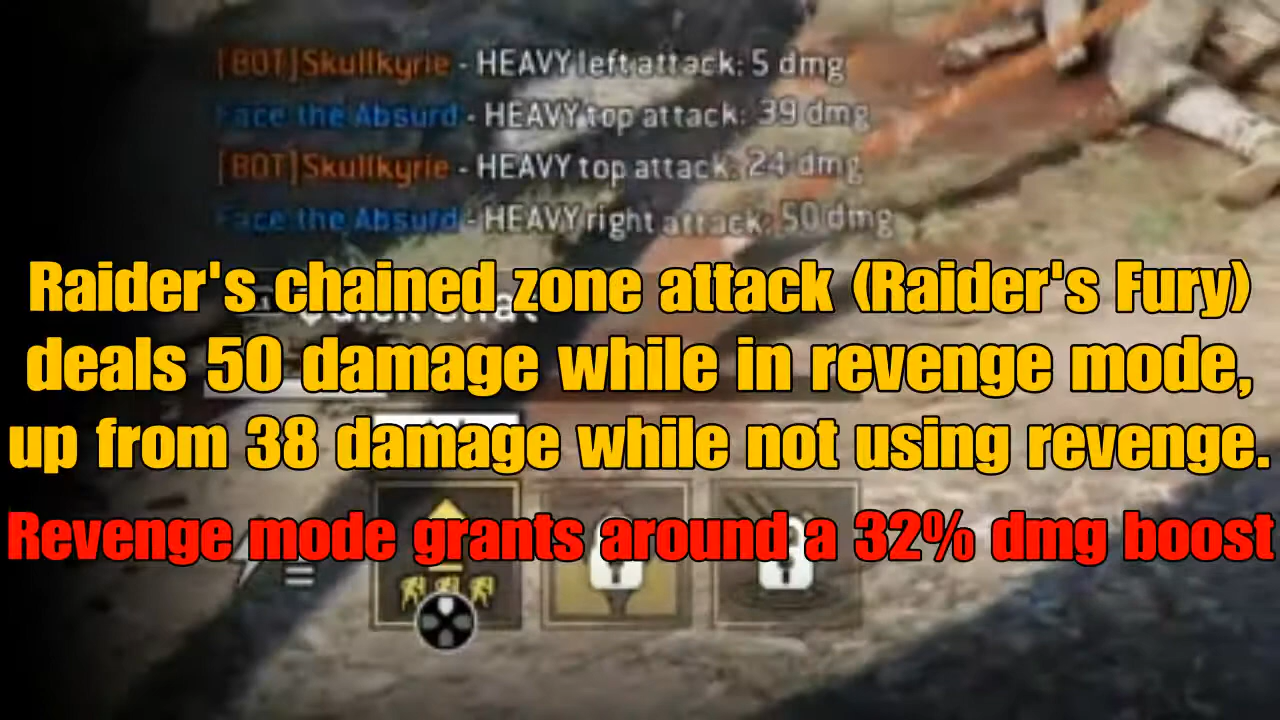 [BOT]Skullkyrie - HEAVY left attack: 5 dmg
Face the Absurd - HEAVY top attack: 39 dmg
[BOT]Skullkyrie - HEAVY top attack: 24 dmg
Face the Absurd - HEAVY right attack: 50 dmg
Raider's chained zone attack (Raider's Fury)
deals 50 damage while in revenge mode,
up from 38 damage while not using revenge.
Revenge mode grants around a 32% dmg boost